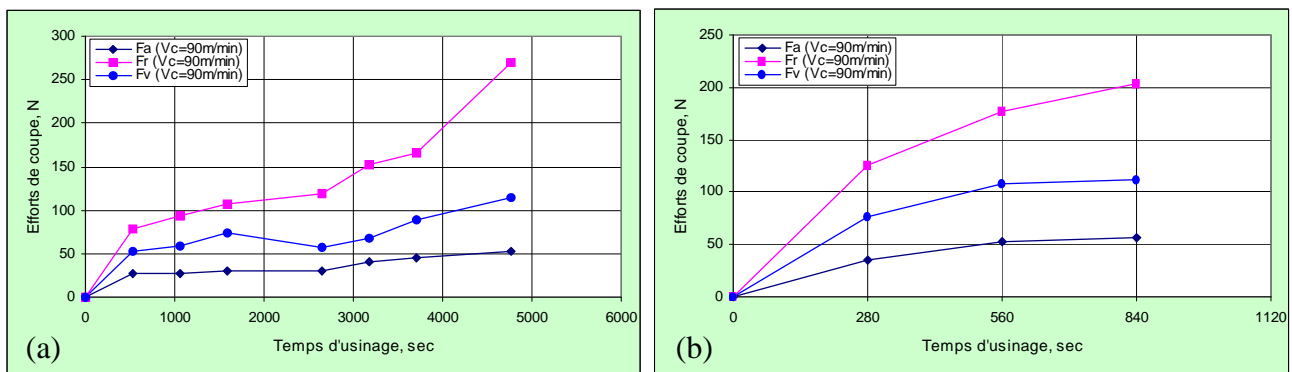 300
250
200
150
100
50
0
Efforts de coupe, N
Fa (Vc=90m/min)
Fr (Vc=90m/min)
Fv (Vc=90m/min)
0 1000 2000 3000 4000 5000 6000
Temps d'usinage, sec
(a)
250
200
150
100
50
0
Efforts de coupe, N
Fa (Vc=90m/min)
Fr (Vc=90m/min)
Fv (Vc=90m/min)
0 280 560 840 1120
Temps d'usinage, sec
(b)